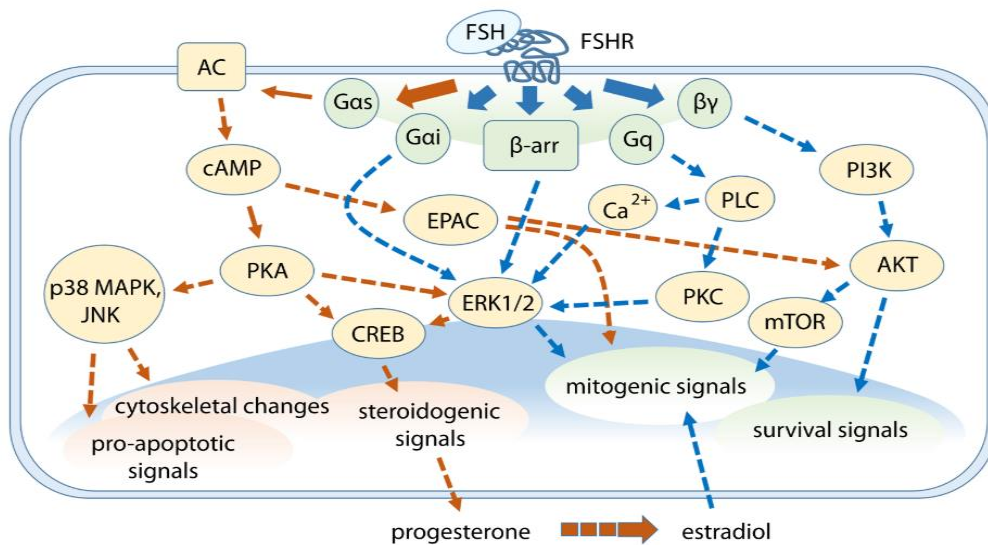 FSH
FSHR
AC
Gαs
βγ
Gαi
β-arr
Gq
cAMP
PI3K
EPAC
Ca²⁺
PLC
PKA
AKT
p38 MAPK,
JNK
ERK1/2
PKC
CREB
mTOR
mitogenic signals
cytoskeletal changes
steroidogenic
signals
pro-apoptotic
signals
survival signals
progesterone
estradiol